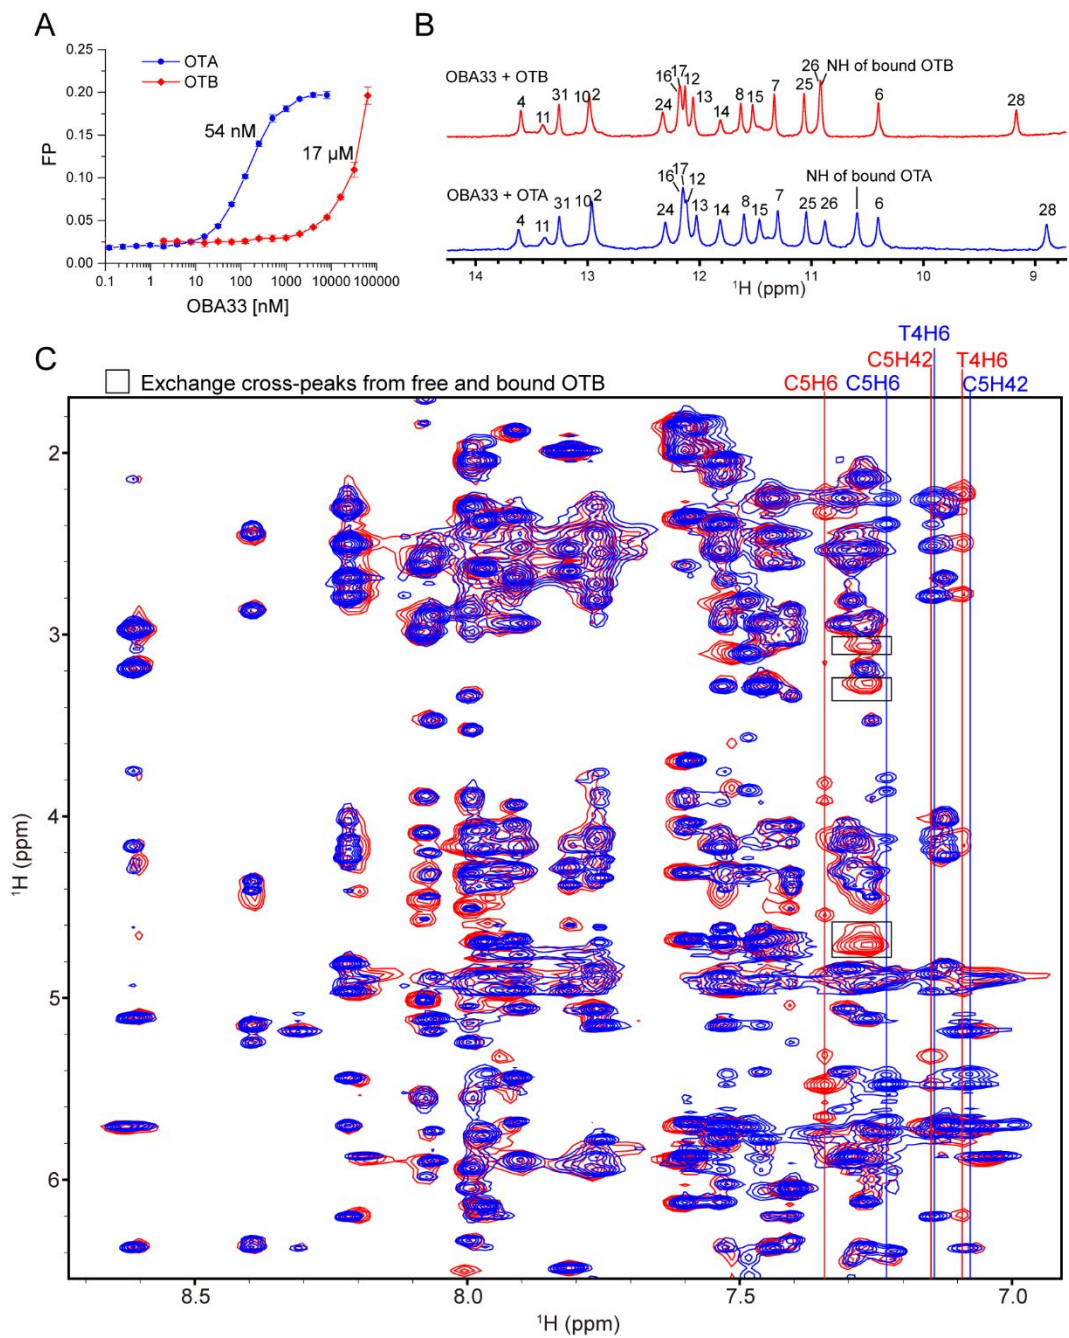 A
OTA
OTB
0.25
0.20
0.15
0.10
0.05
0.00
FP
54 nM
17 µM
0.1 1 10 100 1000 10000 100000
OBA33 [nM]
B
OBA33 + OTB
4 11 31 10 2 24 16 17 12 13 14 8 15 7 25 26 NH of bound OTB 6 28
OBA33 + OTA
4 11 31 10 2 24 16 17 12 13 14 8 15 7 25 26 NH of bound OTA 6 28
14 13 12 11 10 9
¹H (ppm)
C
Exchange cross-peaks from free and bound OTB
T4H6
C5H42 T4H6
C5H6 C5H6 C5H42
2
3
4
5
6
¹H (ppm)
8.5 8.0 7.5 7.0
¹H (ppm)